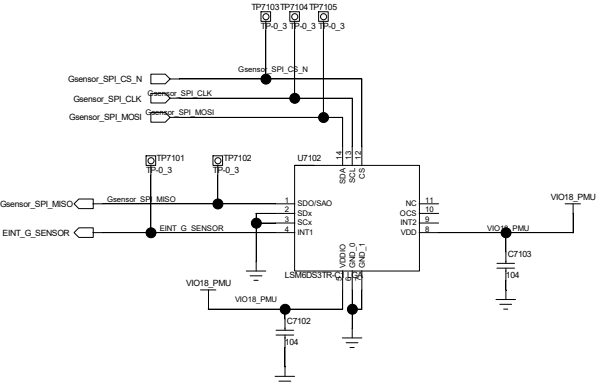 TP7103 TP7104 TP7105
TP-0_3 TP-0_3 TP-0_3
Gsensor_SPI_CS_N Gsensor_SPI_CS_N
Gsensor_SPI_CLK Gsensor_SPI_CLK
Gsensor_SPI_MOSI Gsensor_SPI_MOSI
TP7101 TP7102
TP-0_3 TP-0_3
U7102
14 13 12
SDA SCL CS
Gsensor_SPI_MISO Gsensor_SPI_MISO 1 SDO/SAO NC 11
2 SDx OCS 10
3 SCx INT2 9
EINT_G_SENSOR EINT_G_SENSOR 4 INT1 VDD 8 VIO18_PMU
VIO18_PMU
VDDIO GND_0 GND_1
5 6 7
C7103
104
VIO18_PMU
VIO18_PMU
C7102
104